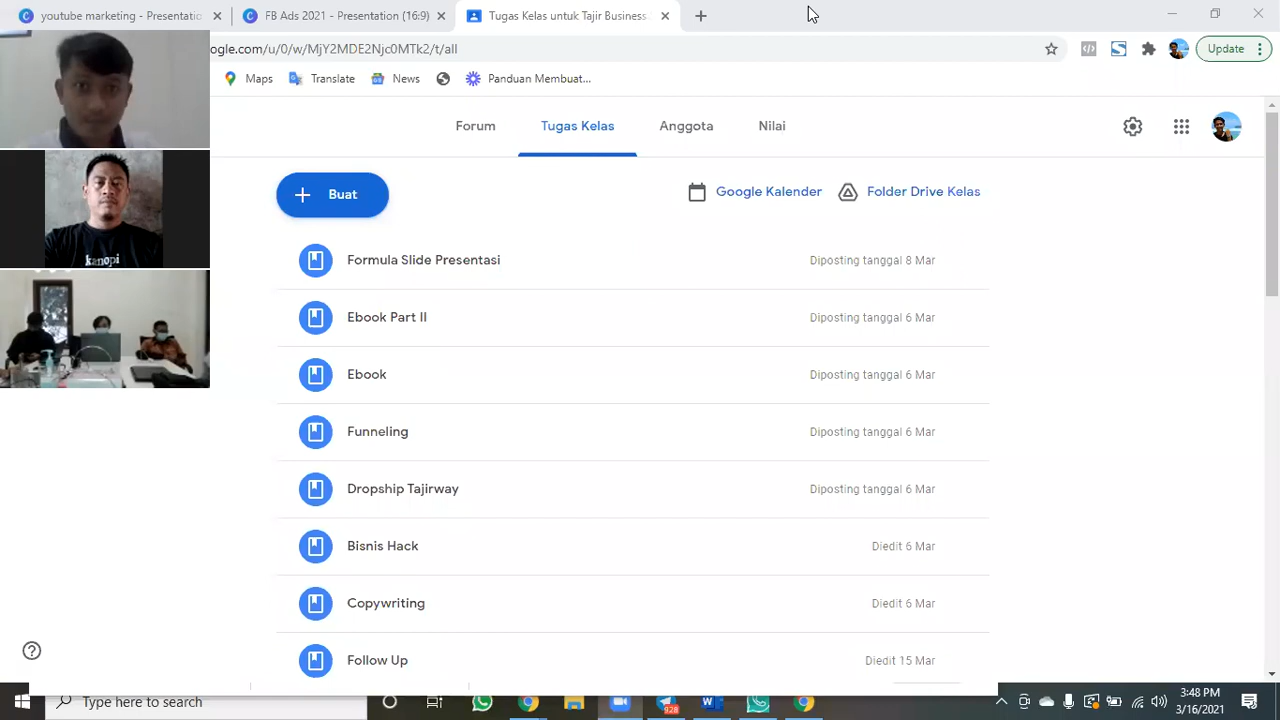 youtube marketing - Presentatio
FB Ads 2021 - Presentation (16:9)
Tugas Kelas untuk Tajir Business
ogle.com/u/0/w/MjY2MDE2Njc0MTk2/t/all
Update
Maps
Translate
News
Panduan Membuat...
Forum
Tugas Kelas
Anggota
Nilai
Buat
Google Kalender
Folder Drive Kelas
kanopi
Formula Slide Presentasi
Diposting tanggal 8 Mar
Ebook Part II
Diposting tanggal 6 Mar
Ebook
Diposting tanggal 6 Mar
Funneling
Diposting tanggal 6 Mar
Dropship Tajirway
Diposting tanggal 6 Mar
Bisnis Hack
Diedit 6 Mar
Copywriting
Diedit 6 Mar
Follow Up
Diedit 15 Mar
Type here to search
928
3:48 PM
3/16/2021